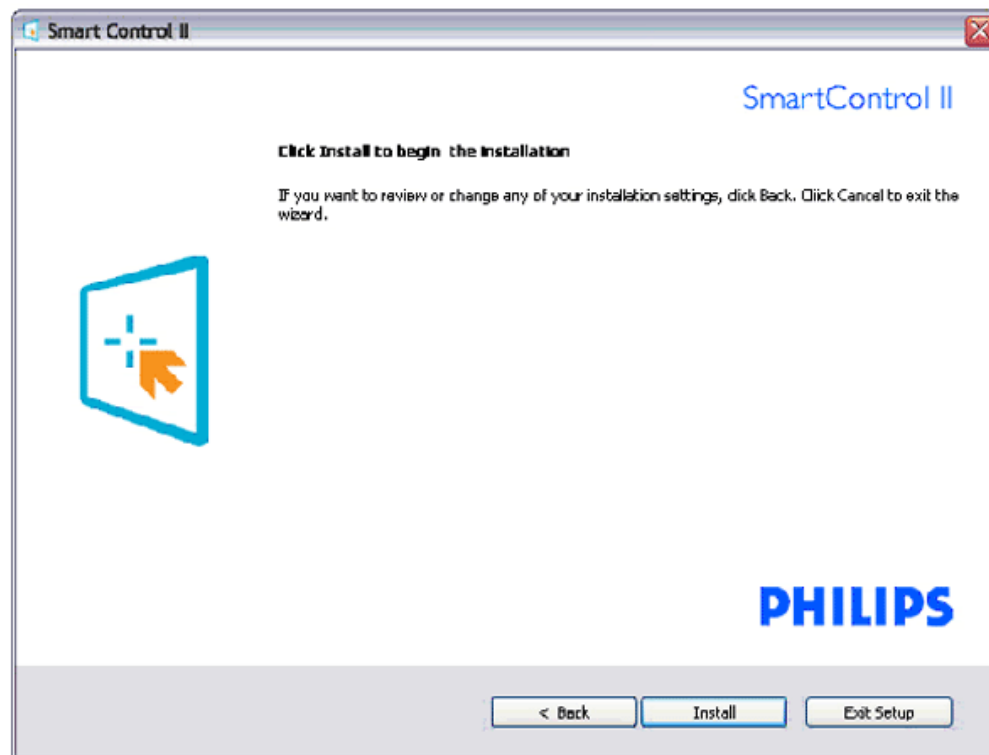 Smart Control II
SmartControl II
Click Install to begin the installation
If you want to review or change any of your installation settings, click Back. Click Cancel to exit the
wizard.
PHILIPS
< Back Install Exit Setup